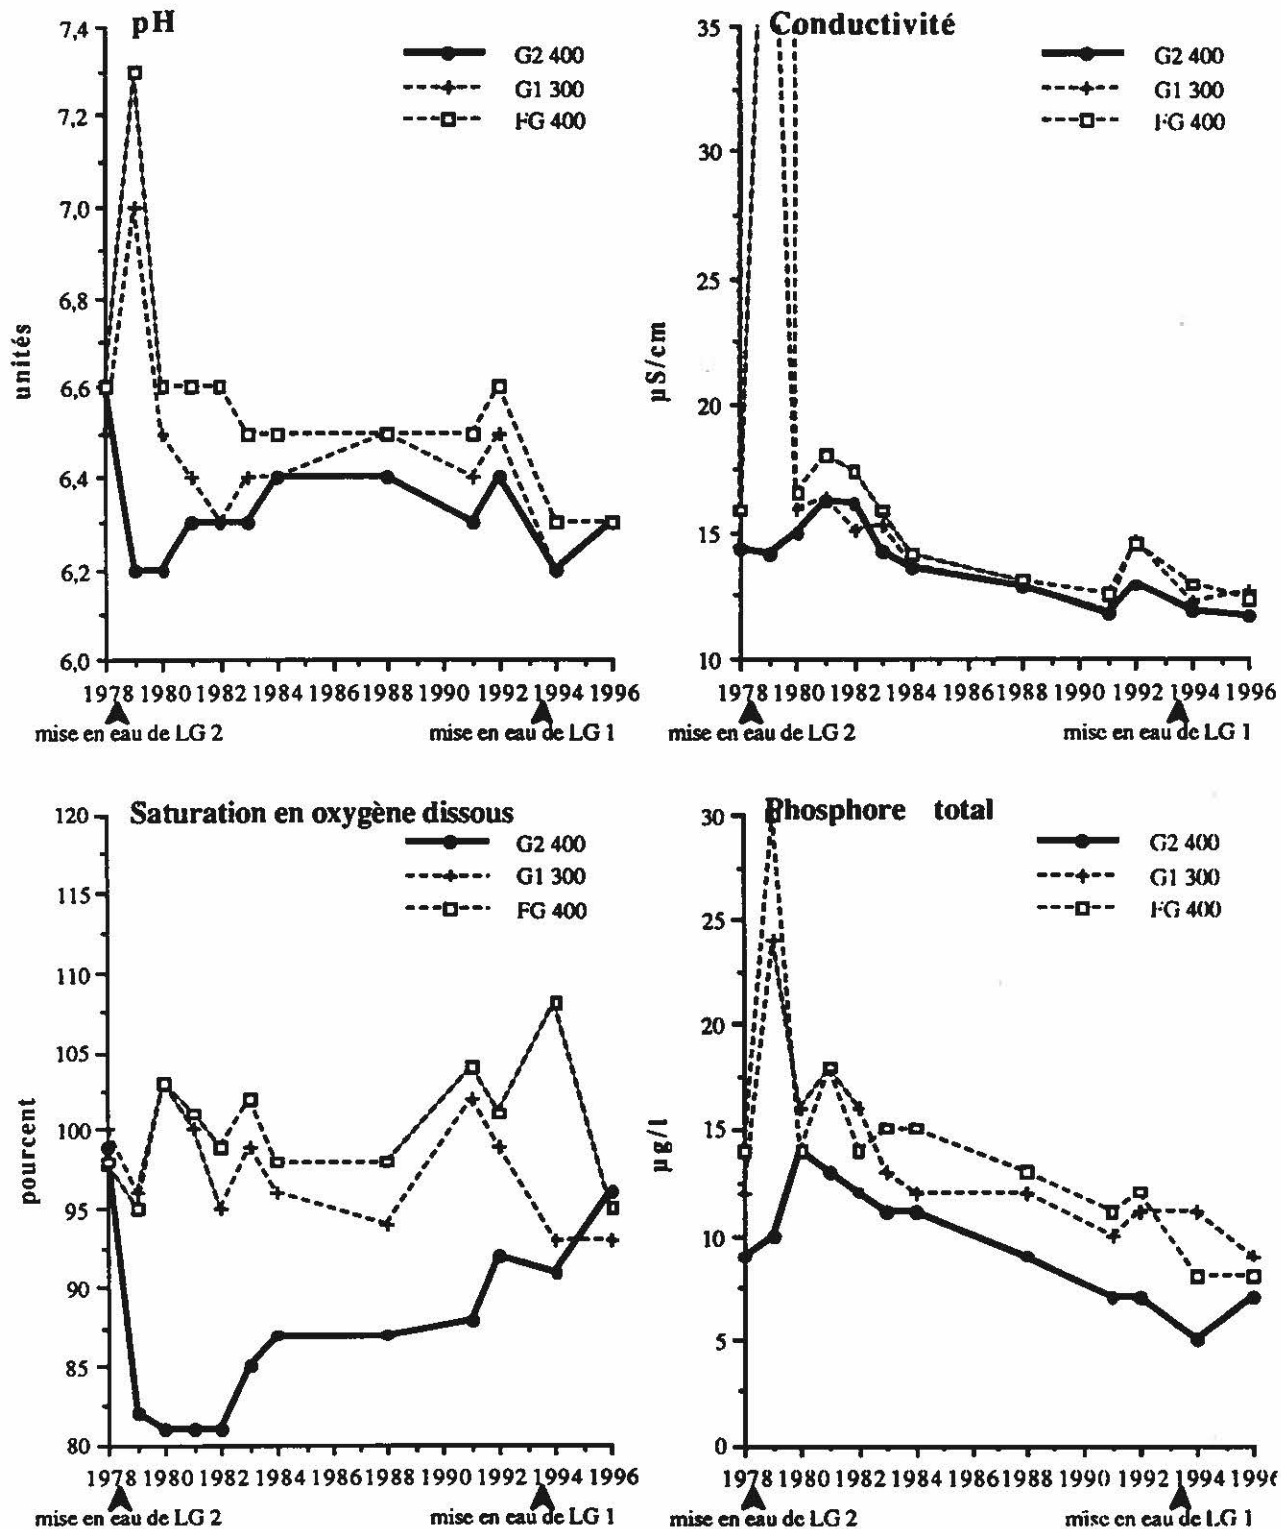 pH
7,4
7,2
7,0
6,8
6,6
6,4
6,2
6,0
unités
G2 400
G1 300
FG 400
1978 1980 1982 1984 1986 1988 1990 1992 1994 1996
mise en eau de LG 2
mise en eau de LG 1
Conductivité
35
30
25
20
15
10
µS/cm
G2 400
G1 300
FG 400
1978 1980 1982 1984 1986 1988 1990 1992 1994 1996
mise en eau de LG 2
mise en eau de LG 1
Saturation en oxygène dissous
120
115
110
105
100
95
90
85
80
pourcent
G2 400
G1 300
FG 400
1978 1980 1982 1984 1986 1988 1990 1992 1994 1996
mise en eau de LG 2
mise en eau de LG 1
Phosphore total
30
25
20
15
10
5
0
µg/l
G2 400
G1 300
FG 400
1978 1980 1982 1984 1986 1988 1990 1992 1994 1996
mise en eau de LG 2
mise en eau de LG 1